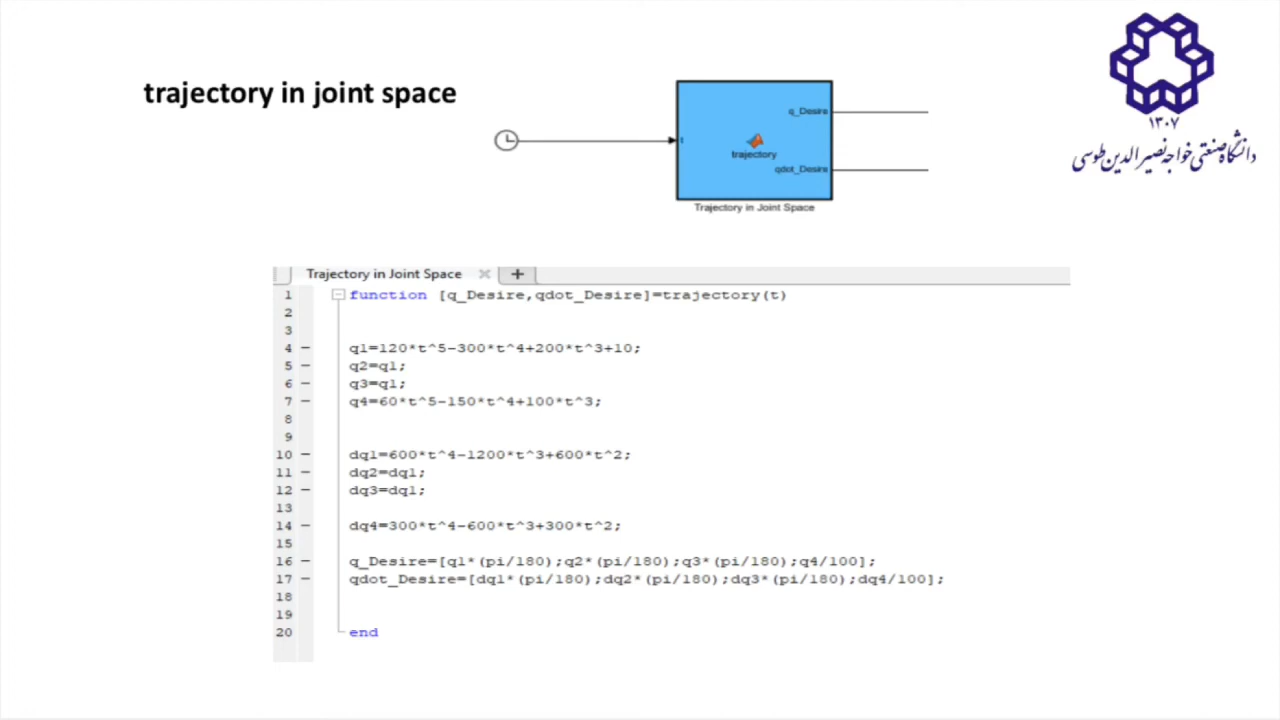 trajectory in joint space
q_Desire
t
trajectory
qdot_Desire
Trajectory in Joint Space
۱۳۰۷
دانشگاه صنعتی خواجه نصیرالدین طوسی
Trajectory in Joint Space
1 function [q_Desire,qdot_Desire]=trajectory(t)
2
3
4 q1=120*t^5-300*t^4+200*t^3+10;
5 q2=q1;
6 q3=q1;
7 q4=60*t^5-150*t^4+100*t^3;
8
9
10 dq1=600*t^4-1200*t^3+600*t^2;
11 dq2=dq1;
12 dq3=dq1;
13
14 dq4=300*t^4-600*t^3+300*t^2;
15
16 q_Desire=[q1*(pi/180);q2*(pi/180);q3*(pi/180);q4/100];
17 qdot_Desire=[dq1*(pi/180);dq2*(pi/180);dq3*(pi/180);dq4/100];
18
19
20 end